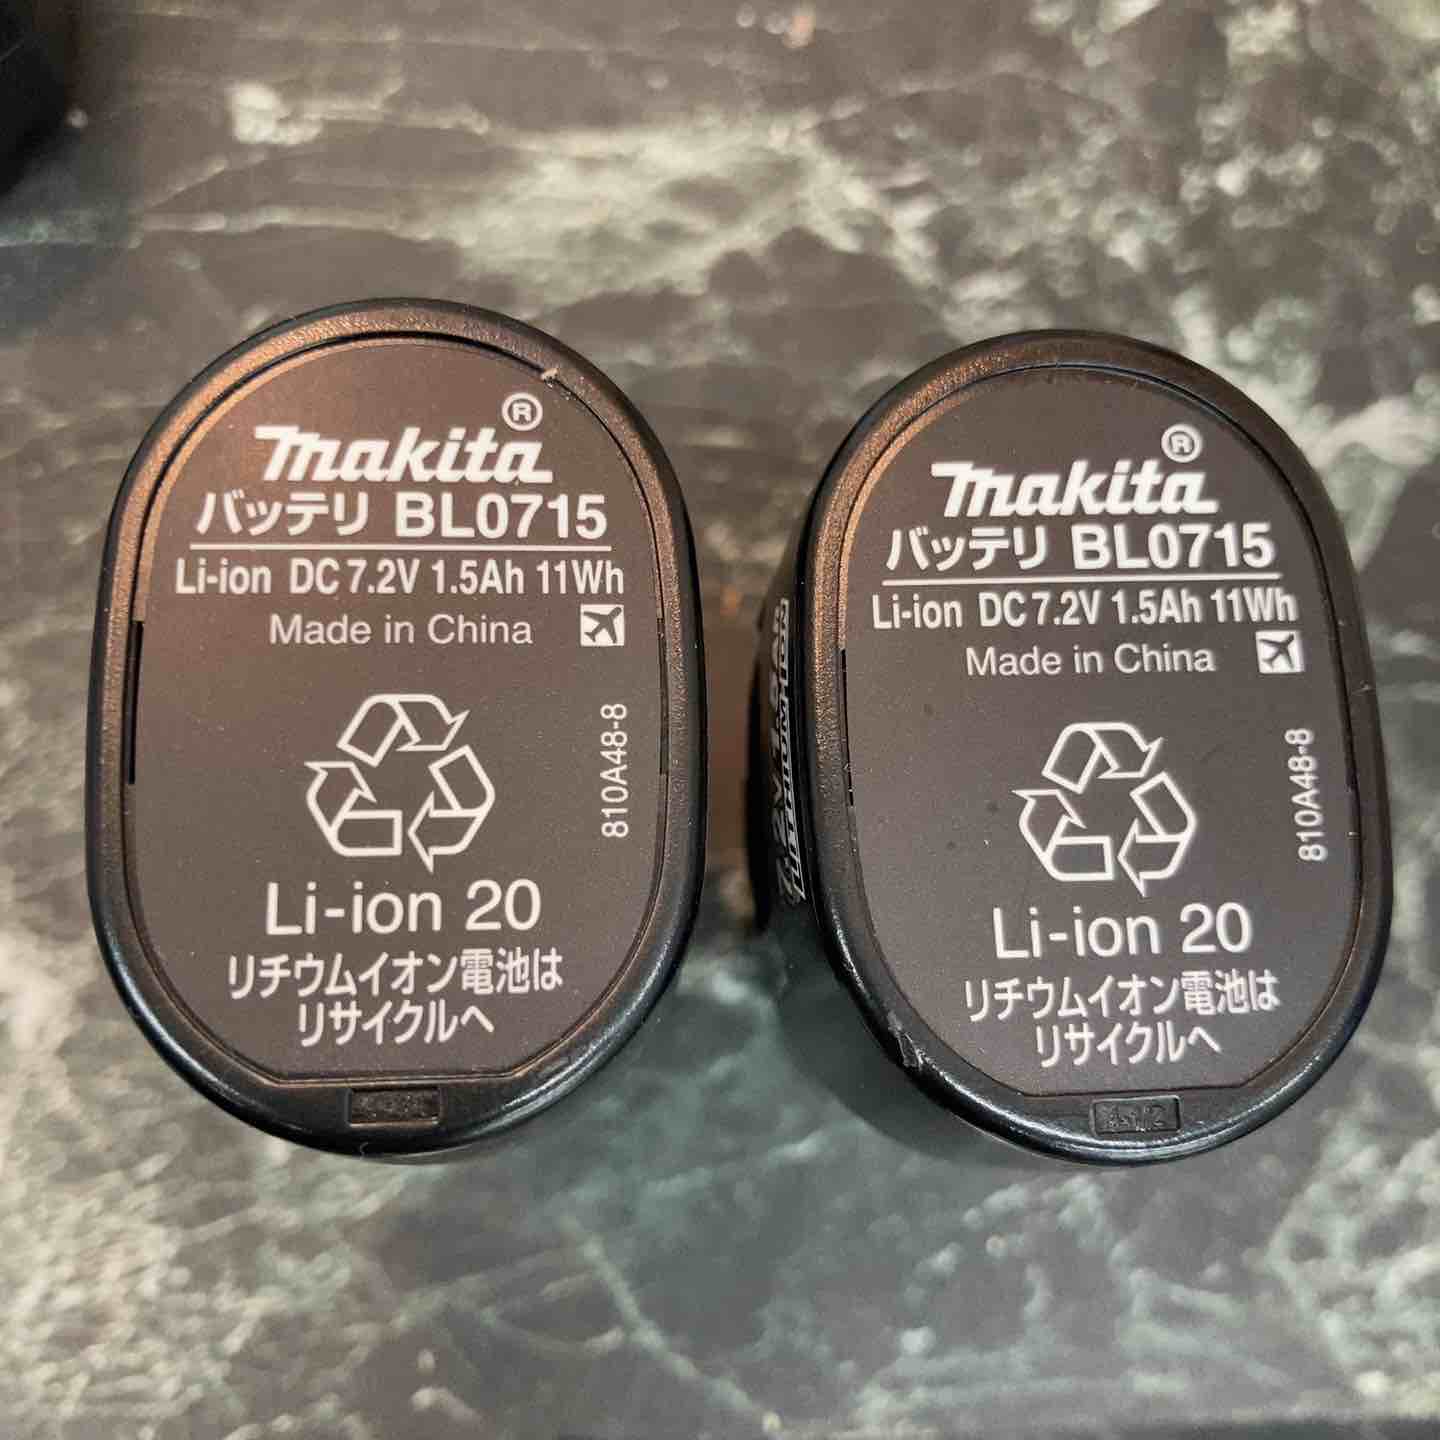 makita®
バッテリ BL0715
Li-ion DC 7.2V 1.5Ah 11Wh
Made in China
810A48-8
Li-ion 20
リチウムイオン電池は
リサイクルへ
makita®
バッテリ BL0715
Li-ion DC 7.2V 1.5Ah 11Wh
Made in China
810A48-8
Li-ion 20
リチウムイオン電池は
リサイクルへ